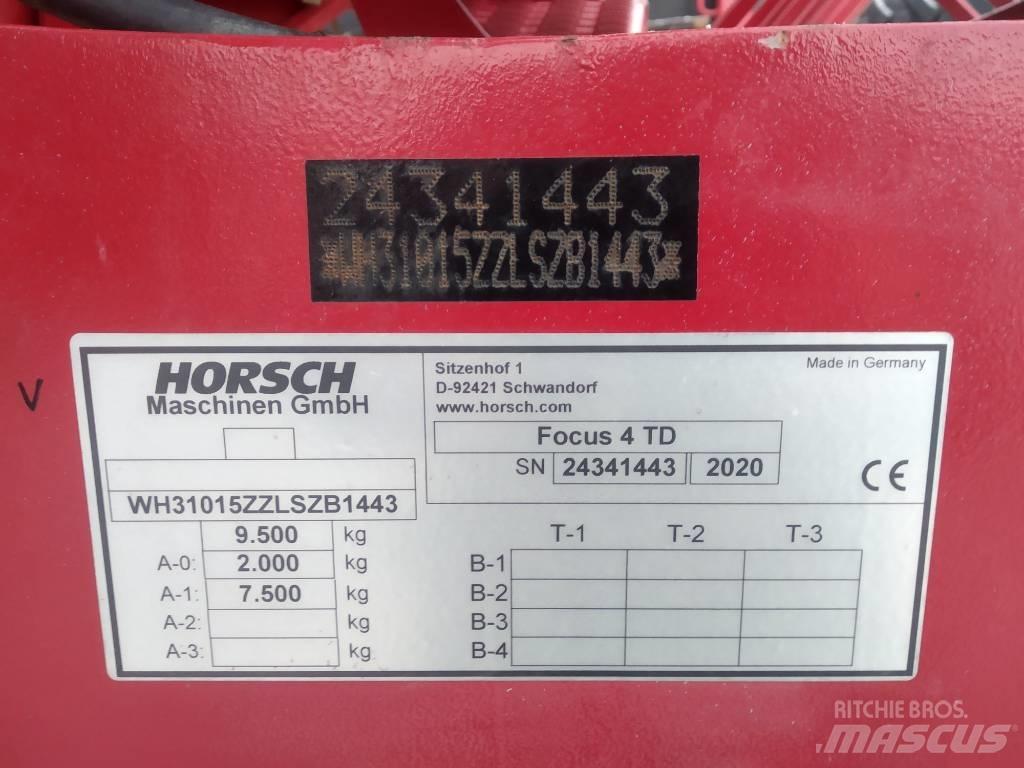 24341443
*WH31015ZZLSZB1443*
V
HORSCH
Maschinen GmbH
Sitzenhof 1
D-92421 Schwandorf
www.horsch.com
Made in Germany
Focus 4 TD
SN 24341443 2020
CE
WH31015ZZLSZB1443
9.500 kg
A-0: 2.000 kg
A-1: 7.500 kg
A-2: kg
A-3: kg
T-1 T-2 T-3
B-1
B-2
B-3
B-4
RITCHIE BROS.
MASCUS